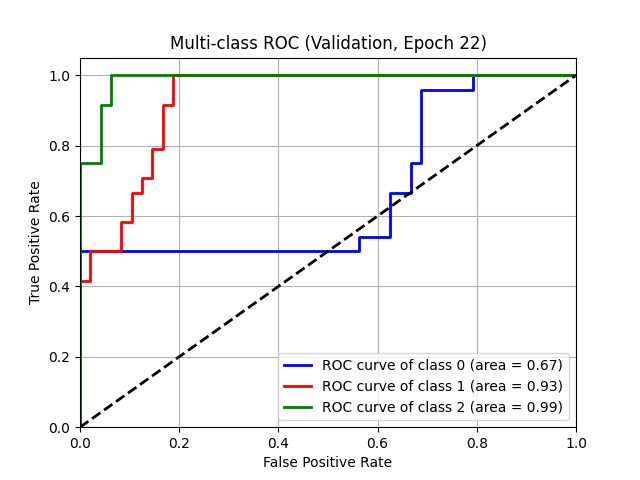 Multi-class ROC (Validation, Epoch 22)
True Positive Rate
1.0
0.8
0.6
0.4
0.2
0.0
ROC curve of class 0 (area = 0.67)
ROC curve of class 1 (area = 0.93)
ROC curve of class 2 (area = 0.99)
0.0 0.2 0.4 0.6 0.8 1.0
False Positive Rate